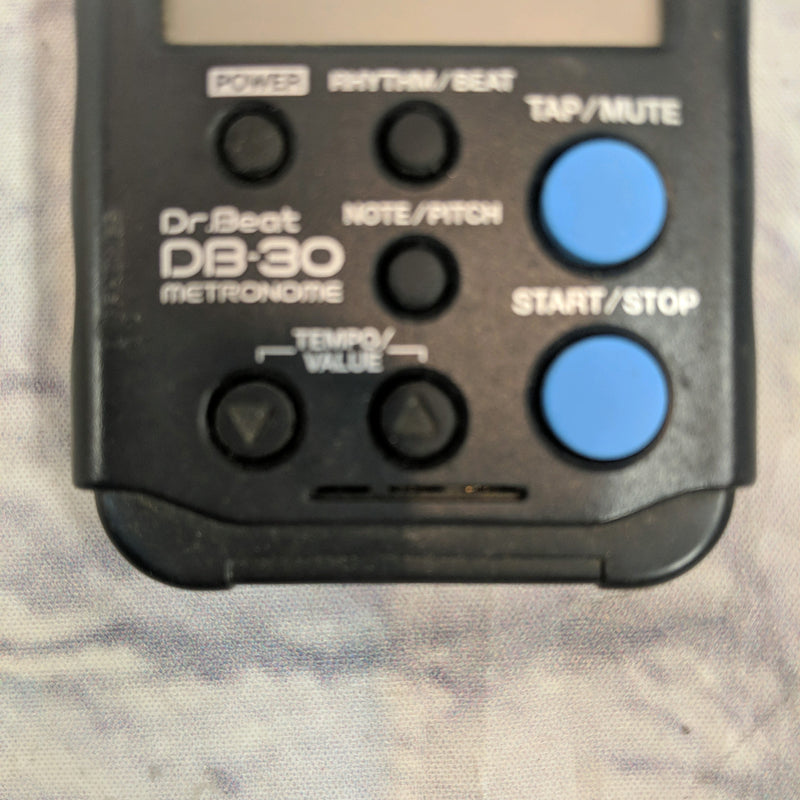 POWER
RHYTHM/BEAT
TAP/MUTE
Dr.Beat
DB-30
METRONOME
NOTE/PITCH
START/STOP
TEMPO/
VALUE